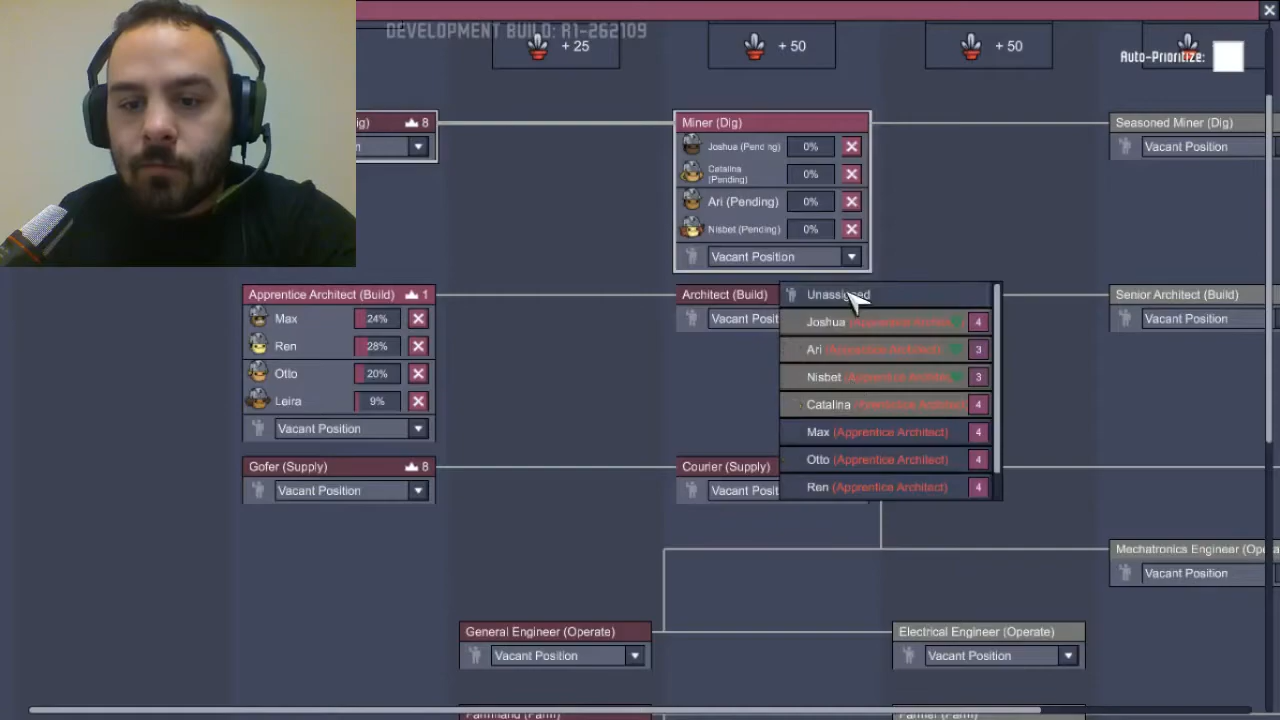 DEVELOPMENT BUILD: R1-262109
+ 25
+ 50
+ 50
Auto-Prioritize:
8
Miner (Dig)
Seasoned Miner (Dig)
Joshua (Pending) 0%
Vacant Position
Catalina (Pending) 0%
Ari (Pending) 0%
Nisbet (Pending) 0%
Vacant Position
Apprentice Architect (Build) 1
Architect (Build)
Unassigned
Senior Architect (Build)
Max 24%
Vacant Posit
Joshua 4
Vacant Position
Ren 28%
Ari 3
Otto 20%
Nisbet 3
Leira 9%
Catalina 4
Vacant Position
Max (Apprentice Architect) 4
Otto (Apprentice Architect) 4
Gofer (Supply) 8
Courier (Supply)
Vacant Position
Vacant Posit
Ren (Apprentice Architect) 4
Mechatronics Engineer
Vacant Position
General Engineer (Operate)
Electrical Engineer (Operate)
Vacant Position
Vacant Position